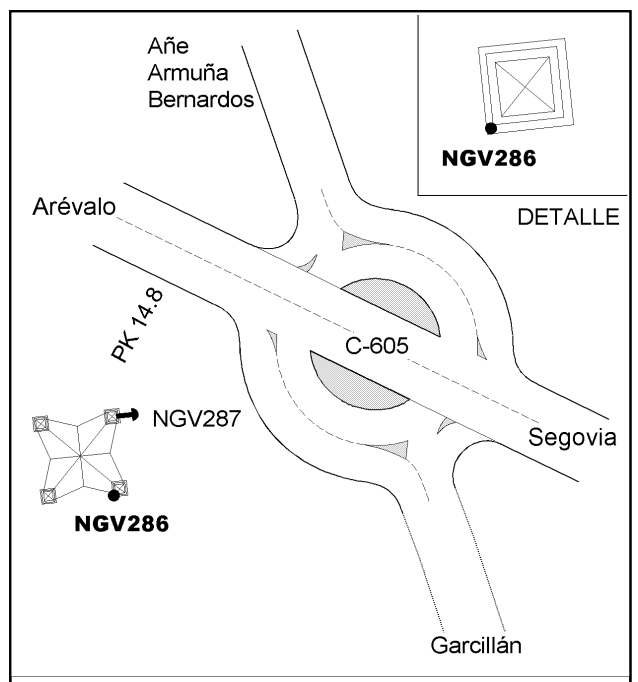 Añe
Armuña
Bernardos
NGV286
DETALLE
Arévalo
PK 14.8
C-605
NGV287
Segovia
NGV286
Garcillán